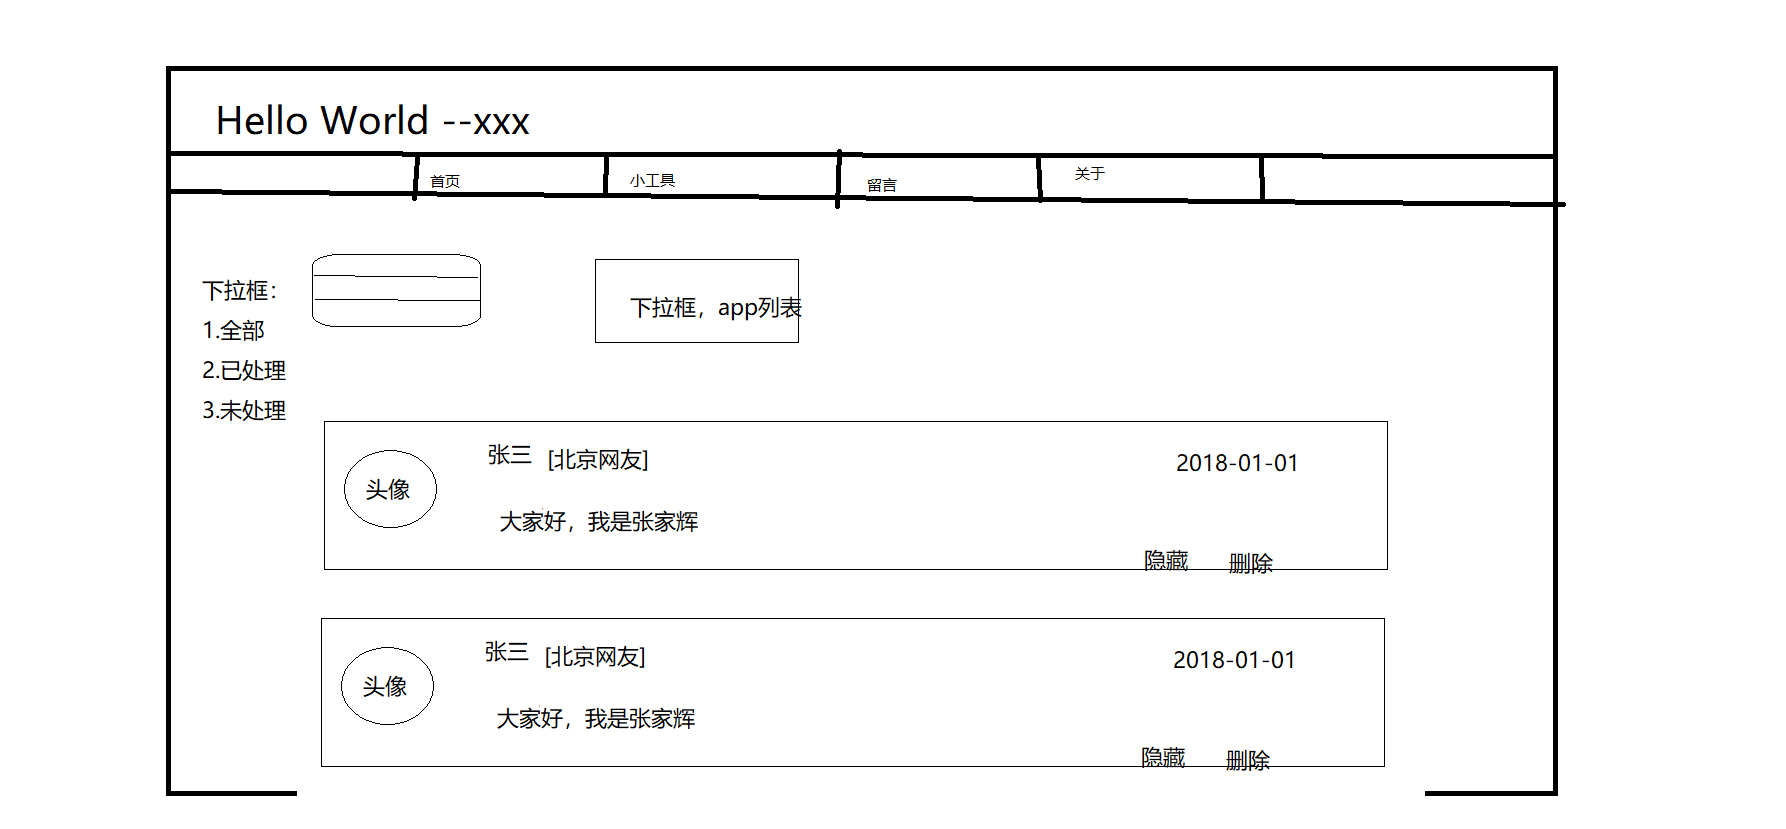 Hello World --xxx
首页 小工具 留言 关于
下拉框：
1.全部
2.已处理
3.未处理
下拉框，app列表
头像
张三 [北京网友] 2018-01-01
大家好，我是张家辉
隐藏 删除
头像
张三 [北京网友] 2018-01-01
大家好，我是张家辉
隐藏 删除